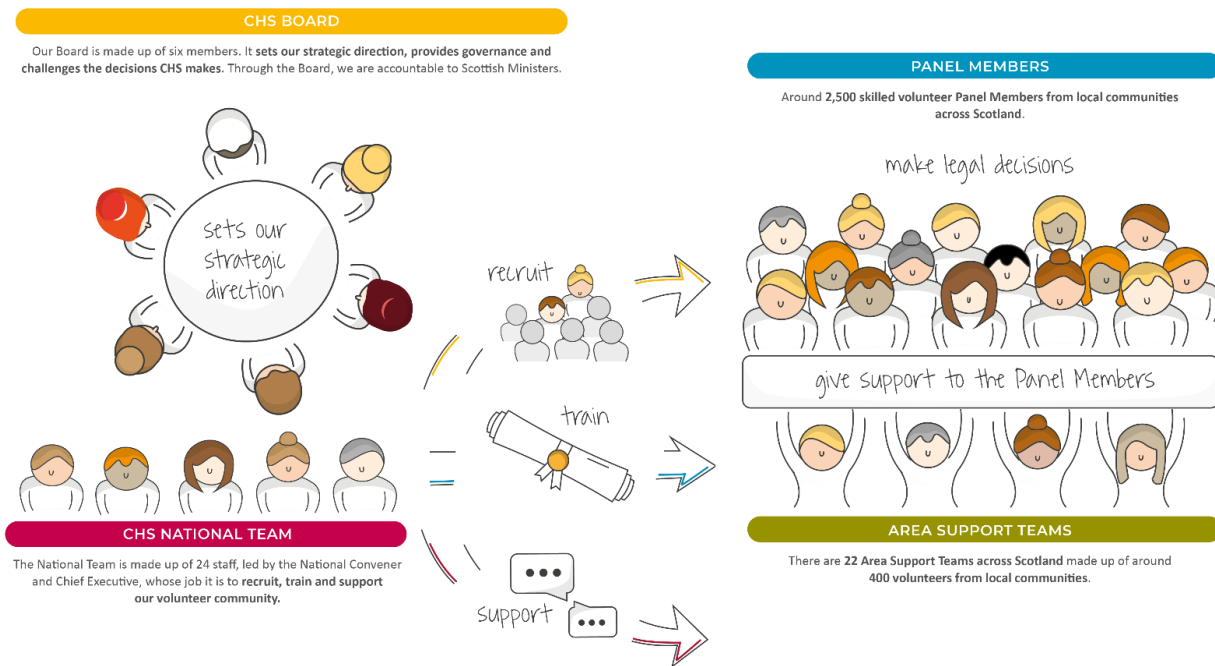 CHS BOARD
Our Board is made up of six members. It sets our strategic direction, provides governance and
challenges the decisions CHS makes. Through the Board, we are accountable to Scottish Ministers.
sets our
strategic
direction
CHS NATIONAL TEAM
The National Team is made up of 24 staff, led by the National Convener
and Chief Executive, whose job it is to recruit, train and support
our volunteer community.
recruit
train
support
PANEL MEMBERS
Around 2,500 skilled volunteer Panel Members from local communities
across Scotland.
make legal decisions
give support to the Panel Members
AREA SUPPORT TEAMS
There are 22 Area Support Teams across Scotland made up of around
400 volunteers from local communities.